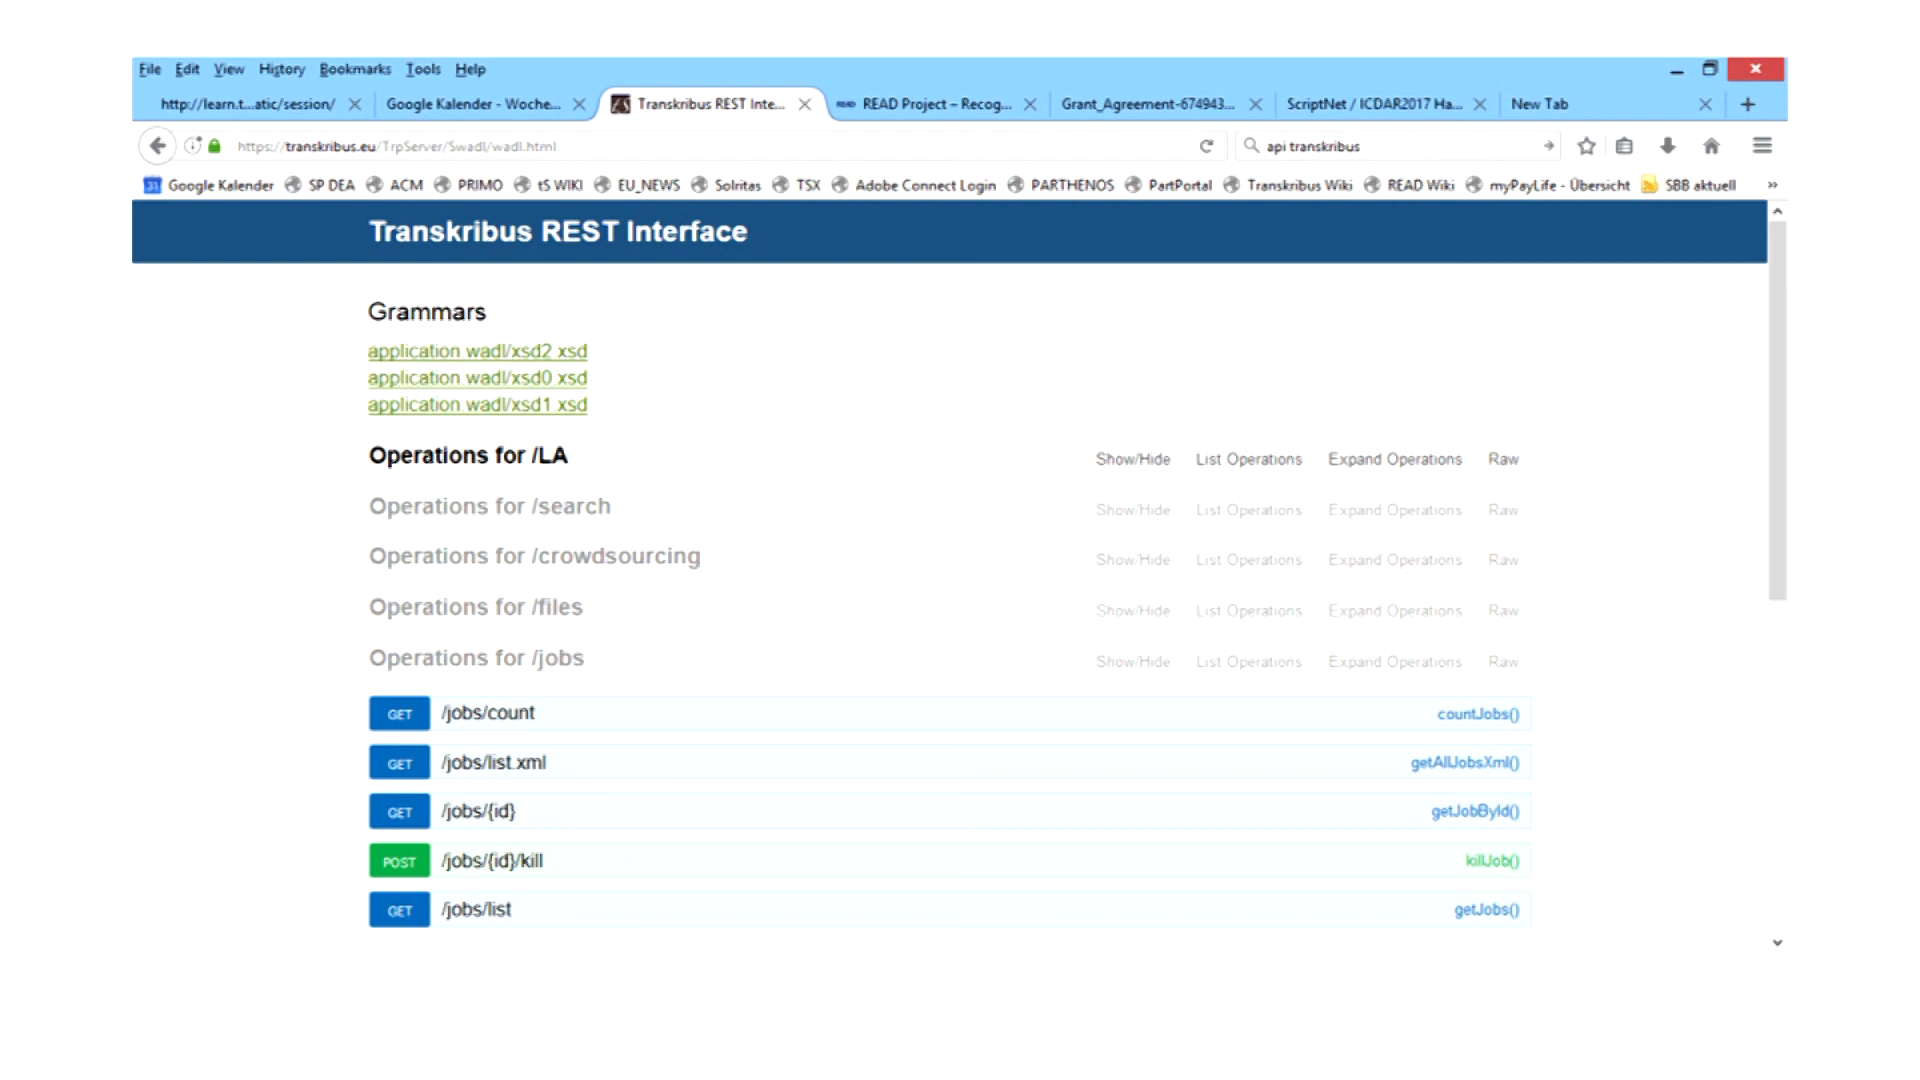 File Edit View History Bookmarks Tools Help
http://learn.t...atic/session/ Google Kalender - Woche... Transkribus REST Inte... READ Project – Recog... Grant_Agreement-674943... ScriptNet / ICDAR2017 Ha... New Tab
https://transkribus.eu/TrpServer/Swadl/wadl.html api transkribus
31 Google Kalender SP DEA ACM PRIMO tS WIKI EU_NEWS Solritas TSX Adobe Connect Login PARTHENOS PartPortal Transkribus Wiki READ Wiki myPayLife - Übersicht SBB aktuell »
Transkribus REST Interface
Grammars
application.wadl/xsd2.xsd
application.wadl/xsd0.xsd
application.wadl/xsd1.xsd
Operations for /LA Show/Hide List Operations Expand Operations Raw
Operations for /search Show/Hide List Operations Expand Operations Raw
Operations for /crowdsourcing Show/Hide List Operations Expand Operations Raw
Operations for /files Show/Hide List Operations Expand Operations Raw
Operations for /jobs Show/Hide List Operations Expand Operations Raw
GET /jobs/count countJobs()
GET /jobs/list.xml getAllJobsXml()
GET /jobs/{id} getJobById()
POST /jobs/{id}/kill killJob()
GET /jobs/list getJobs()